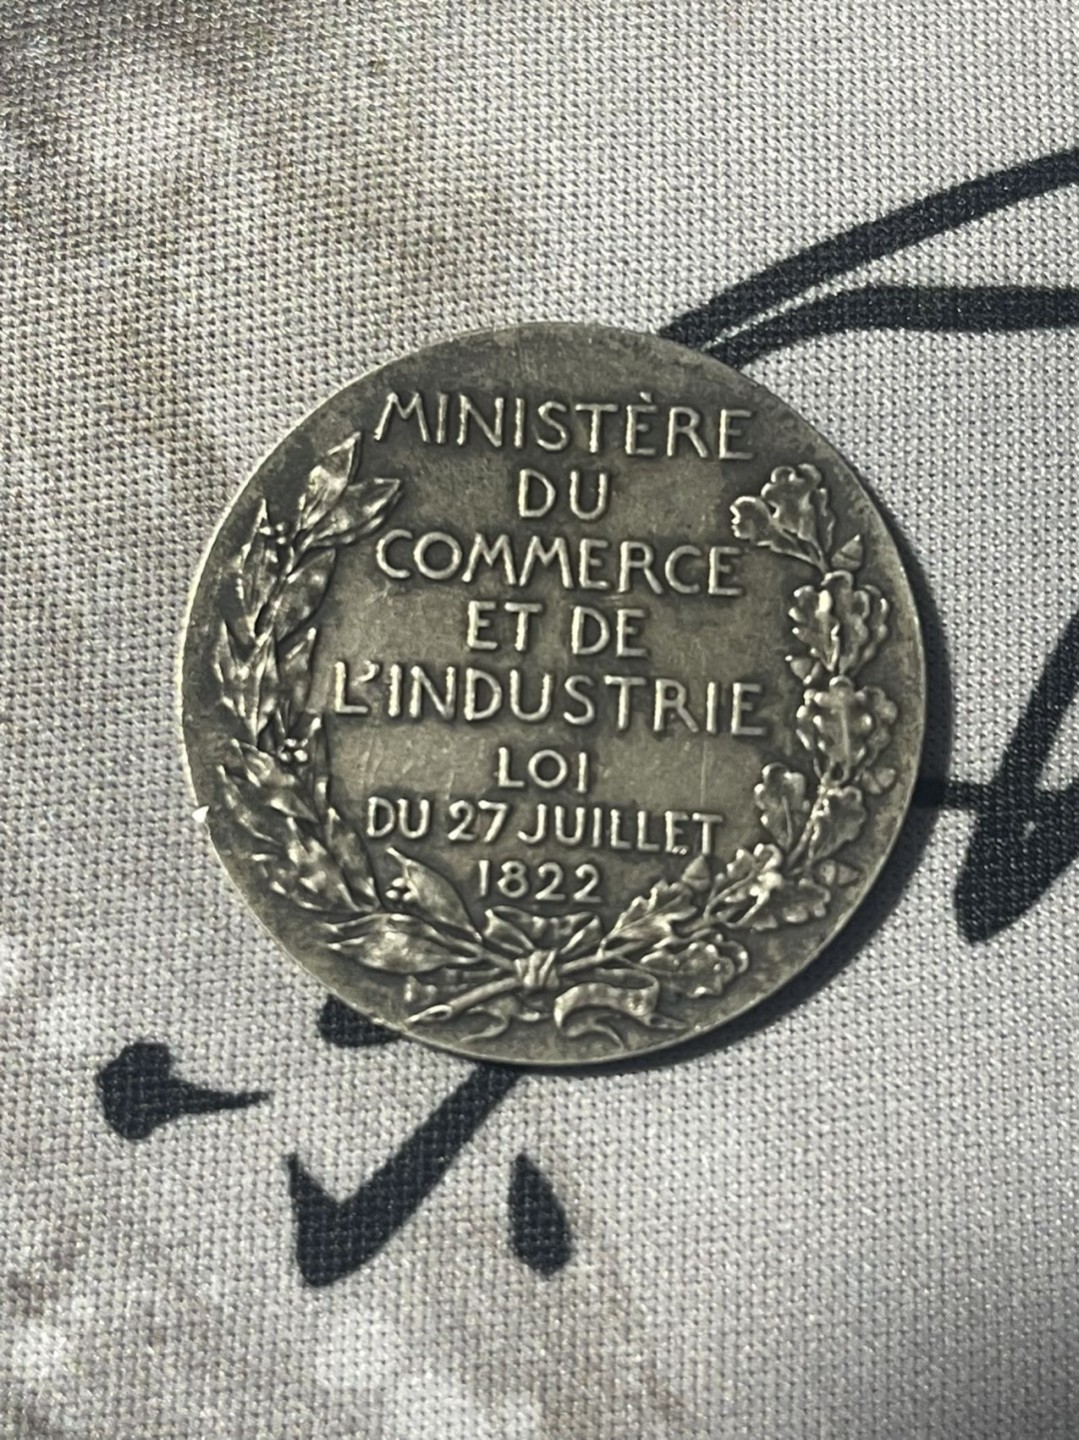 MINISTÈRE
DU
COMMERCE
ET DE
L'INDUSTRIE
LOI
DU 27 JUILLET
1822